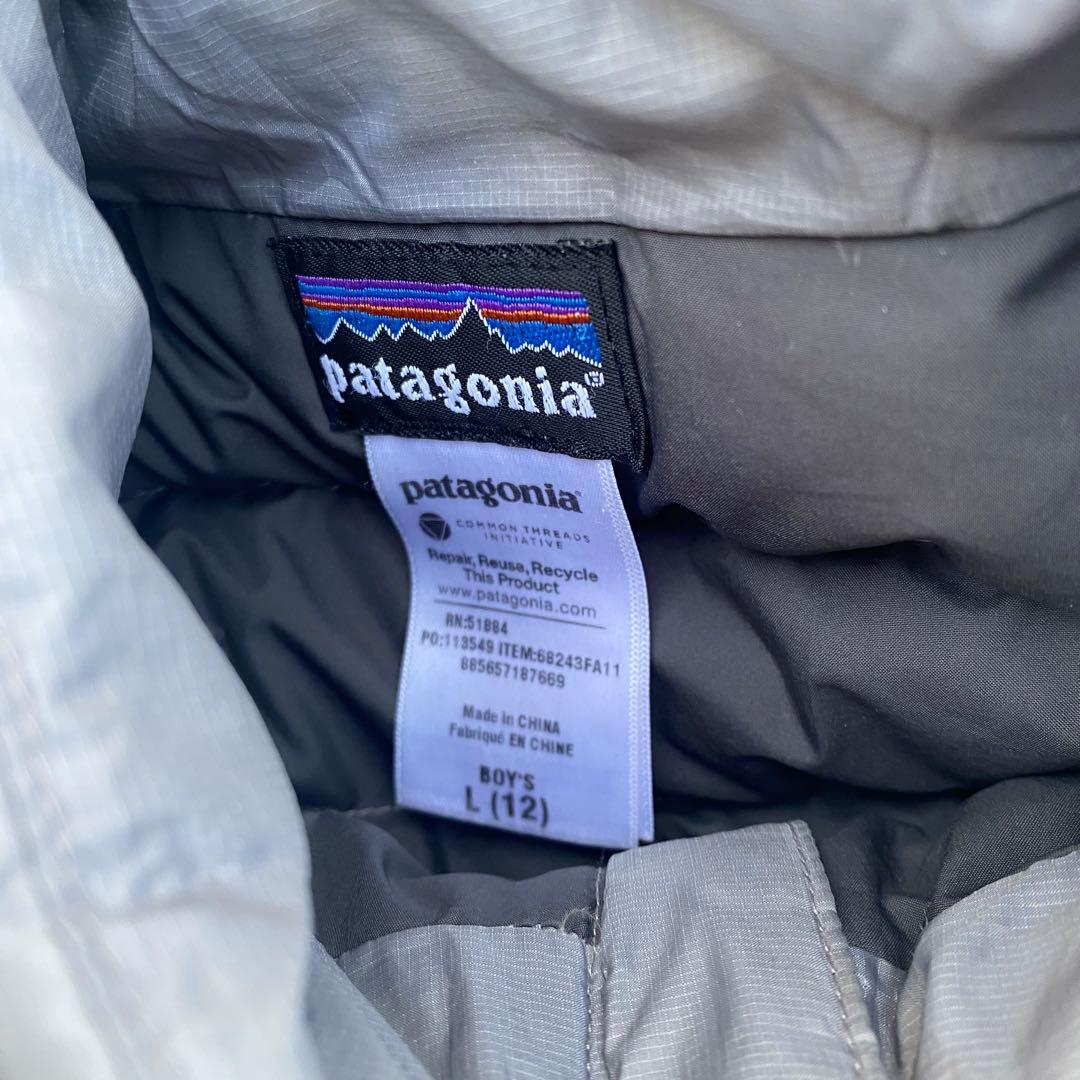 patagonia®
patagonia®
COMMON THREADS
INITIATIVE
Repair, Reuse, Recycle
This Product
www.patagonia.com
RN:51884
PO:113549 ITEM:68243FA11
885657187669
Made in CHINA
Fabriqué EN CHINE
BOY'S
L (12)